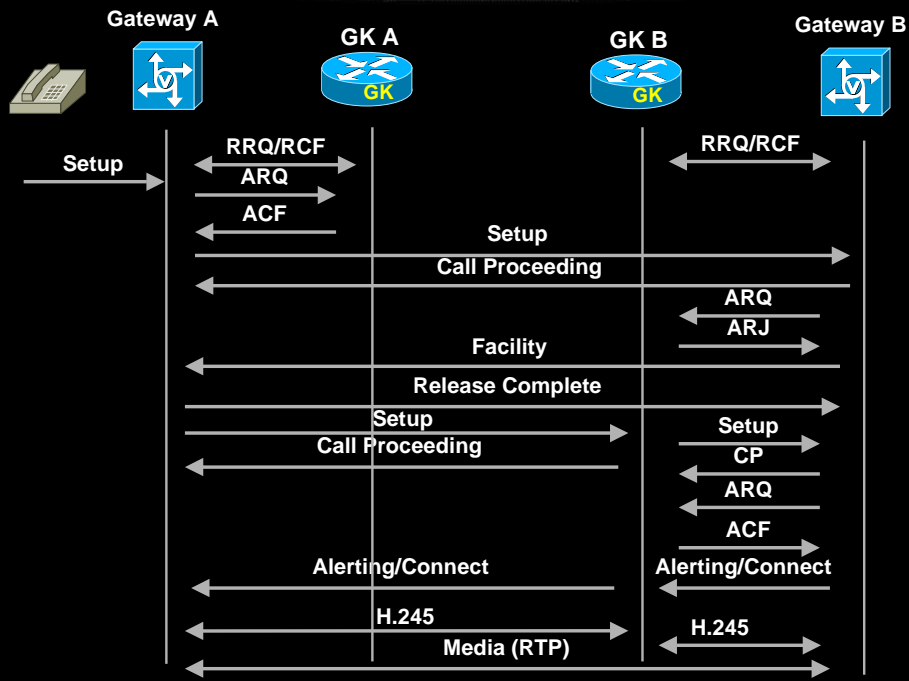 Gateway A
GK A
GK B
Gateway B
V
GK
GK
V
RRQ/RCF
RRQ/RCF
Setup
ARQ
ACF
Setup
Call Proceeding
ARQ
ARJ
Facility
Release Complete
Setup
Setup
Call Proceeding
CP
ARQ
ACF
Alerting/Connect
Alerting/Connect
H.245
H.245
Media (RTP)